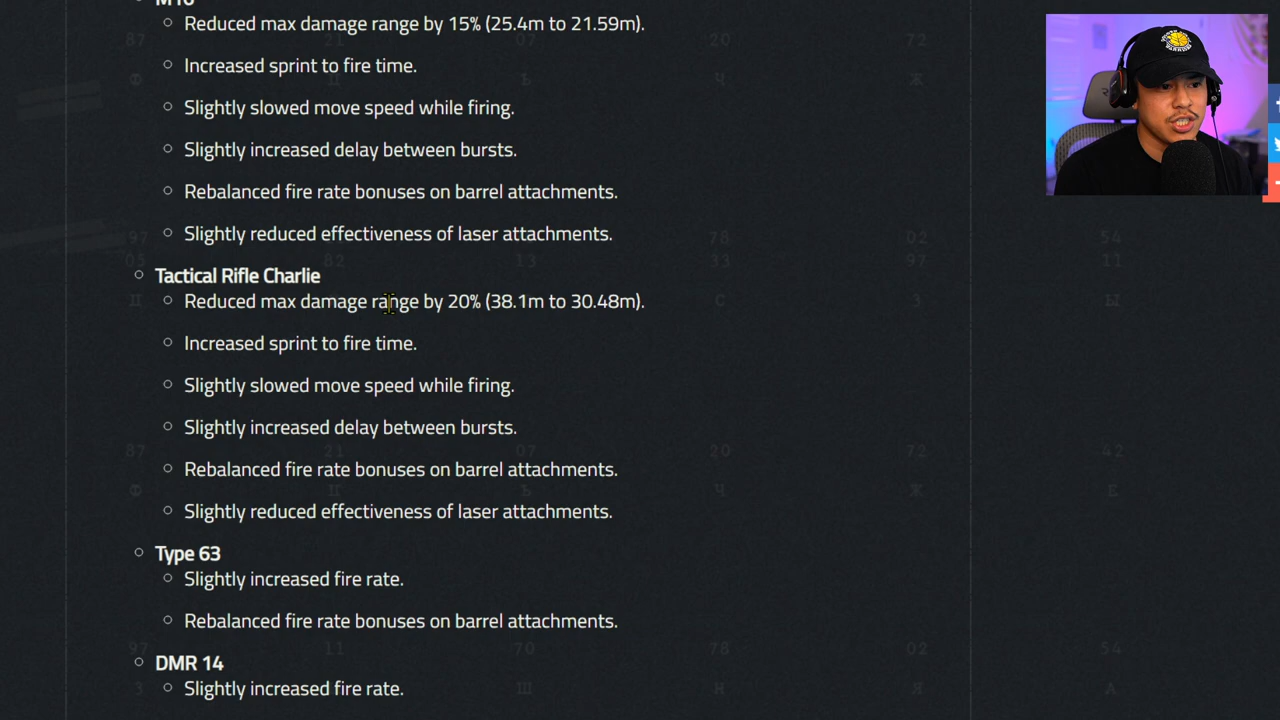 M16
Reduced max damage range by 15% (25.4m to 21.59m).
Increased sprint to fire time.
Slightly slowed move speed while firing.
Slightly increased delay between bursts.
Rebalanced fire rate bonuses on barrel attachments.
Slightly reduced effectiveness of laser attachments.
Tactical Rifle Charlie
Reduced max damage range by 20% (38.1m to 30.48m).
Increased sprint to fire time.
Slightly slowed move speed while firing.
Slightly increased delay between bursts.
Rebalanced fire rate bonuses on barrel attachments.
Slightly reduced effectiveness of laser attachments.
Type 63
Slightly increased fire rate.
Rebalanced fire rate bonuses on barrel attachments.
DMR 14
Slightly increased fire rate.